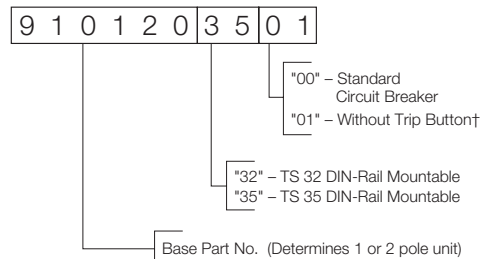 9 1 0 1 2 0 3 5 0 1
"00" – Standard
Circuit Breaker
"01" – Without Trip Button†
"32" – TS 32 DIN-Rail Mountable
"35" – TS 35 DIN-Rail Mountable
Base Part No. (Determines 1 or 2 pole unit)